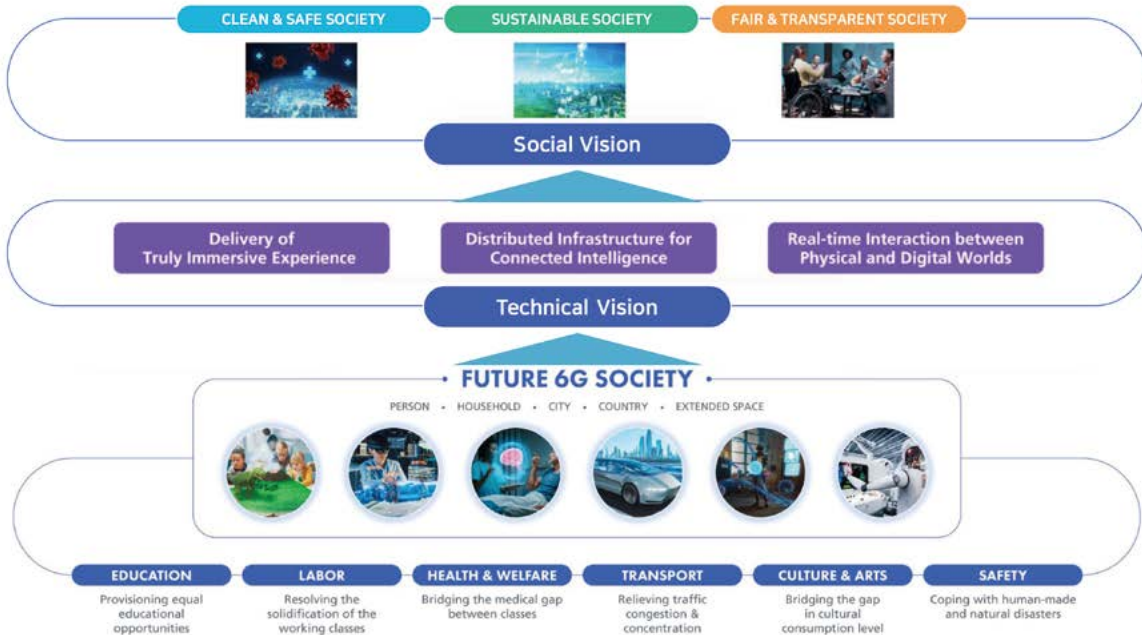 CLEAN & SAFE SOCIETY
SUSTAINABLE SOCIETY
FAIR & TRANSPARENT SOCIETY
Social Vision
Delivery of
Truly Immersive Experience
Distributed Infrastructure for
Connected Intelligence
Real-time Interaction between
Physical and Digital Worlds
Technical Vision
• FUTURE 6G SOCIETY •
PERSON • HOUSEHOLD • CITY • COUNTRY • EXTENDED SPACE
EDUCATION
Provisioning equal
educational
opportunities
LABOR
Resolving the
solidification of the
working classes
HEALTH & WELFARE
Bridging the medical gap
between classes
TRANSPORT
Relieving traffic
congestion &
concentration
CULTURE & ARTS
Bridging the gap
in cultural
consumption level
SAFETY
Coping with human-made
and natural disasters